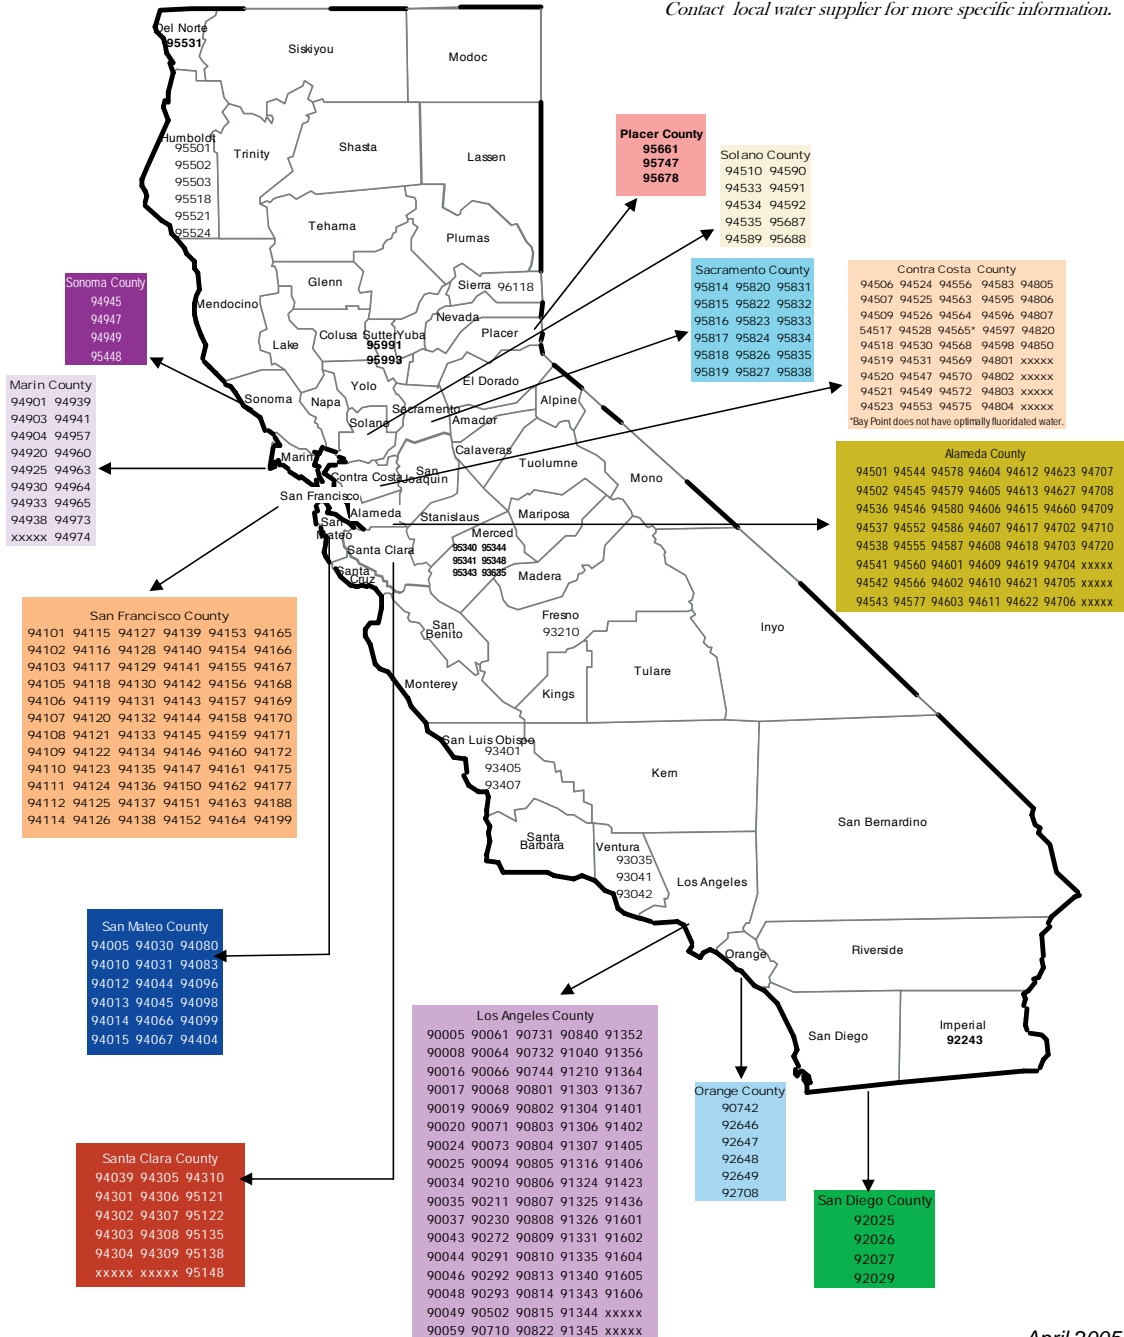 Contact local water supplier for more specific information.
Del Norte
95531
Siskiyou
Modoc
Humboldt
95501
95502
95503
95518
95521
95524
Trinity
Shasta
Lassen
Tehama
Plumas
Glenn
Sierra 96118
Mendocino
Nevada
Placer
Colusa
Sutter
Yuba
95991
95993
Lake
Yolo
El Dorado
Sonoma
Napa
Sacramento
Alpine
Solano
Amador
Calaveras
Marin
Tuolumne
Mono
Contra Costa
San
Joaquin
San Francisco
Alameda
Stanislaus
Mariposa
San
Mateo
Merced
95340 95344
95341 95348
95343 93635
Santa Clara
Santa
Cruz
Madera
San
Benito
Fresno
93210
Inyo
Tulare
Kings
Monterey
San Luis Obispo
93401
93405
93407
Kern
San Bernardino
Santa
Barbara
Ventura
93035
93041
93042
Los Angeles
Orange
Riverside
San Diego
Imperial
92243
Placer County
95661
95747
95678
Solano County
94510 94590
94533 94591
94534 94592
94535 95687
94589 95688
Sacramento County
95814 95820 95831
95815 95822 95832
95816 95823 95833
95817 95824 95834
95818 95826 95835
95819 95827 95838
Contra Costa County
94506 94524 94556 94583 94805
94507 94525 94563 94595 94806
94509 94526 94564 94596 94807
54517 94528 94565* 94597 94820
94518 94530 94568 94598 94850
94519 94531 94569 94801 xxxxx
94520 94547 94570 94802 xxxxx
94521 94549 94572 94803 xxxxx
94523 94553 94575 94804 xxxxx
*Bay Point does not have optimally fluoridated water.
Alameda County
94501 94544 94578 94604 94612 94623 94707
94502 94545 94579 94605 94613 94627 94708
94536 94546 94580 94606 94615 94660 94709
94537 94552 94586 94607 94617 94702 94710
94538 94555 94587 94608 94618 94703 94720
94541 94560 94601 94609 94619 94704 xxxxx
94542 94566 94602 94610 94621 94705 xxxxx
94543 94577 94603 94611 94622 94706 xxxxx
Sonoma County
94945
94947
94949
95448
Marin County
94901 94939
94903 94941
94904 94957
94920 94960
94925 94963
94930 94964
94933 94965
94938 94973
xxxxx 94974
San Francisco County
94101 94115 94127 94139 94153 94165
94102 94116 94128 94140 94154 94166
94103 94117 94129 94141 94155 94167
94105 94118 94130 94142 94156 94168
94106 94119 94131 94143 94157 94169
94107 94120 94132 94144 94158 94170
94108 94121 94133 94145 94159 94171
94109 94122 94134 94146 94160 94172
94110 94123 94135 94147 94161 94175
94111 94124 94136 94150 94162 94177
94112 94125 94137 94151 94163 94188
94114 94126 94138 94152 94164 94199
San Mateo County
94005 94030 94080
94010 94031 94083
94012 94044 94096
94013 94045 94098
94014 94066 94099
94015 94067 94404
Santa Clara County
94039 94305 94310
94301 94306 95121
94302 94307 95122
94303 94308 95135
94304 94309 95138
xxxxx xxxxx 95148
Los Angeles County
90005 90061 90731 90840 91352
90008 90064 90732 91040 91356
90016 90066 90744 91210 91364
90017 90068 90801 91303 91367
90019 90069 90802 91304 91401
90020 90071 90803 91306 91402
90024 90073 90804 91307 91405
90025 90094 90805 91316 91406
90034 90210 90806 91324 91423
90035 90211 90807 91325 91436
90037 90230 90808 91326 91601
90043 90272 90809 91331 91602
90044 90291 90810 91335 91604
90046 90292 90813 91340 91605
90048 90293 90814 91343 91606
90049 90502 90815 91344 xxxxx
90059 90710 90822 91345 xxxxx
Orange County
90742
92646
92647
92648
92649
92708
San Diego County
92025
92026
92027
92029
April 2005